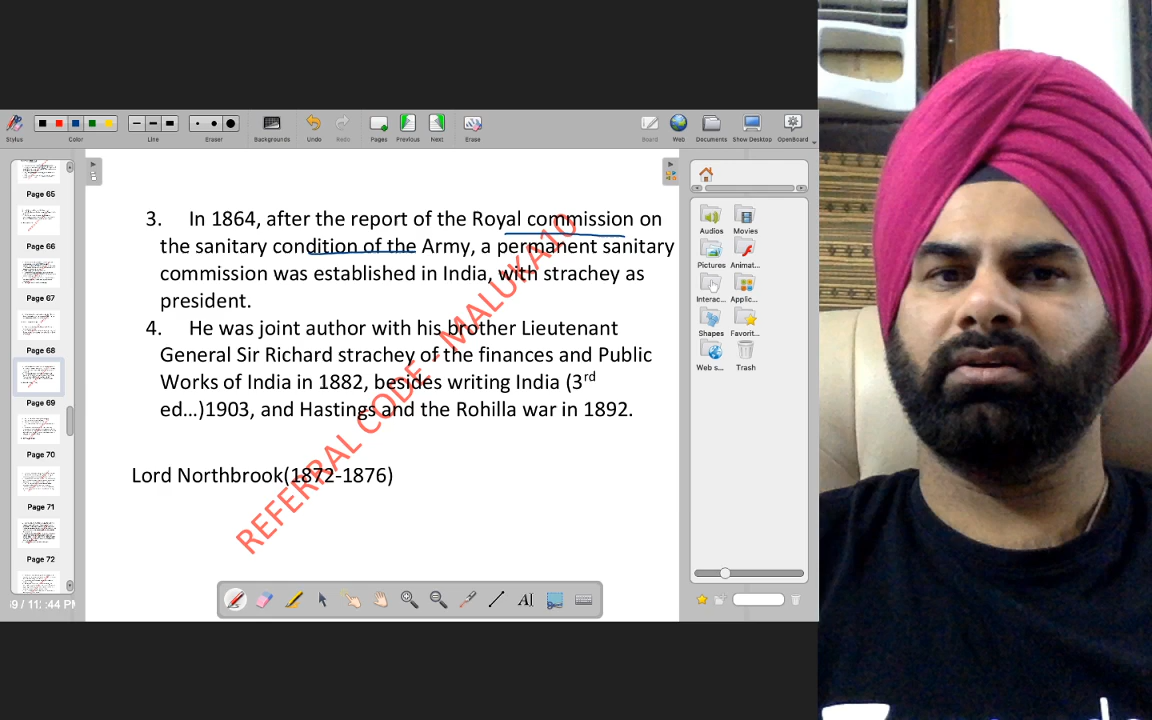 Stylus
Color
Line
Eraser
Backgrounds
Undo
Redo
Pages
Previous
Next
Erase
Board
Web
Documents
Show Desktop
OpenBoard
Page 65
Page 66
Page 67
Page 68
Page 69
Page 70
Page 71
Page 72
3. In 1864, after the report of the Royal commission on
the sanitary condition of the Army, a permanent sanitary
commission was established in India, with strachey as
president.
4. He was joint author with his brother Lieutenant
General Sir Richard strachey of the finances and Public
Works of India in 1882, besides writing India (3rd
ed...)1903, and Hastings and the Rohilla war in 1892.
Lord Northbrook(1872-1876)
REFERRAL CODE - MALUKA10
Audios
Movies
Pictures
Animat...
Interac...
Applic...
Shapes
Favorit...
Web s...
Trash